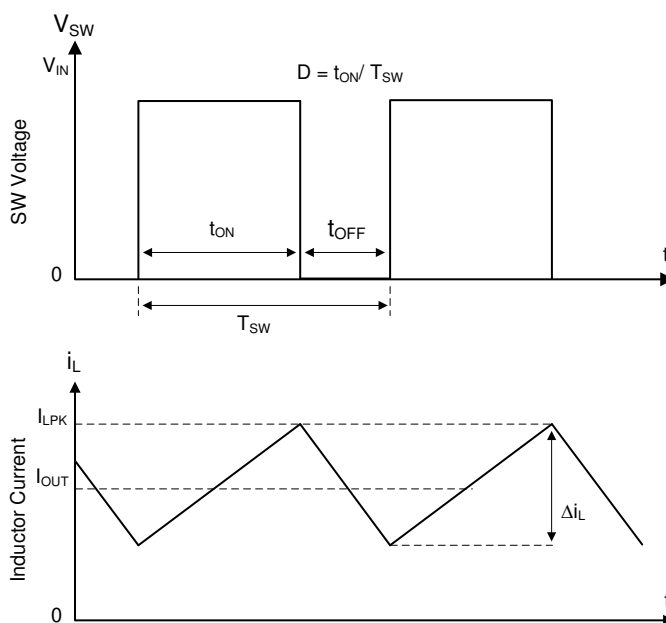 V_SW
V_IN
D = t_ON/ T_SW
SW Voltage
t_ON
t_OFF
0
t
T_SW
i_L
I_LPK
I_OUT
Inductor Current
Δi_L
0
t